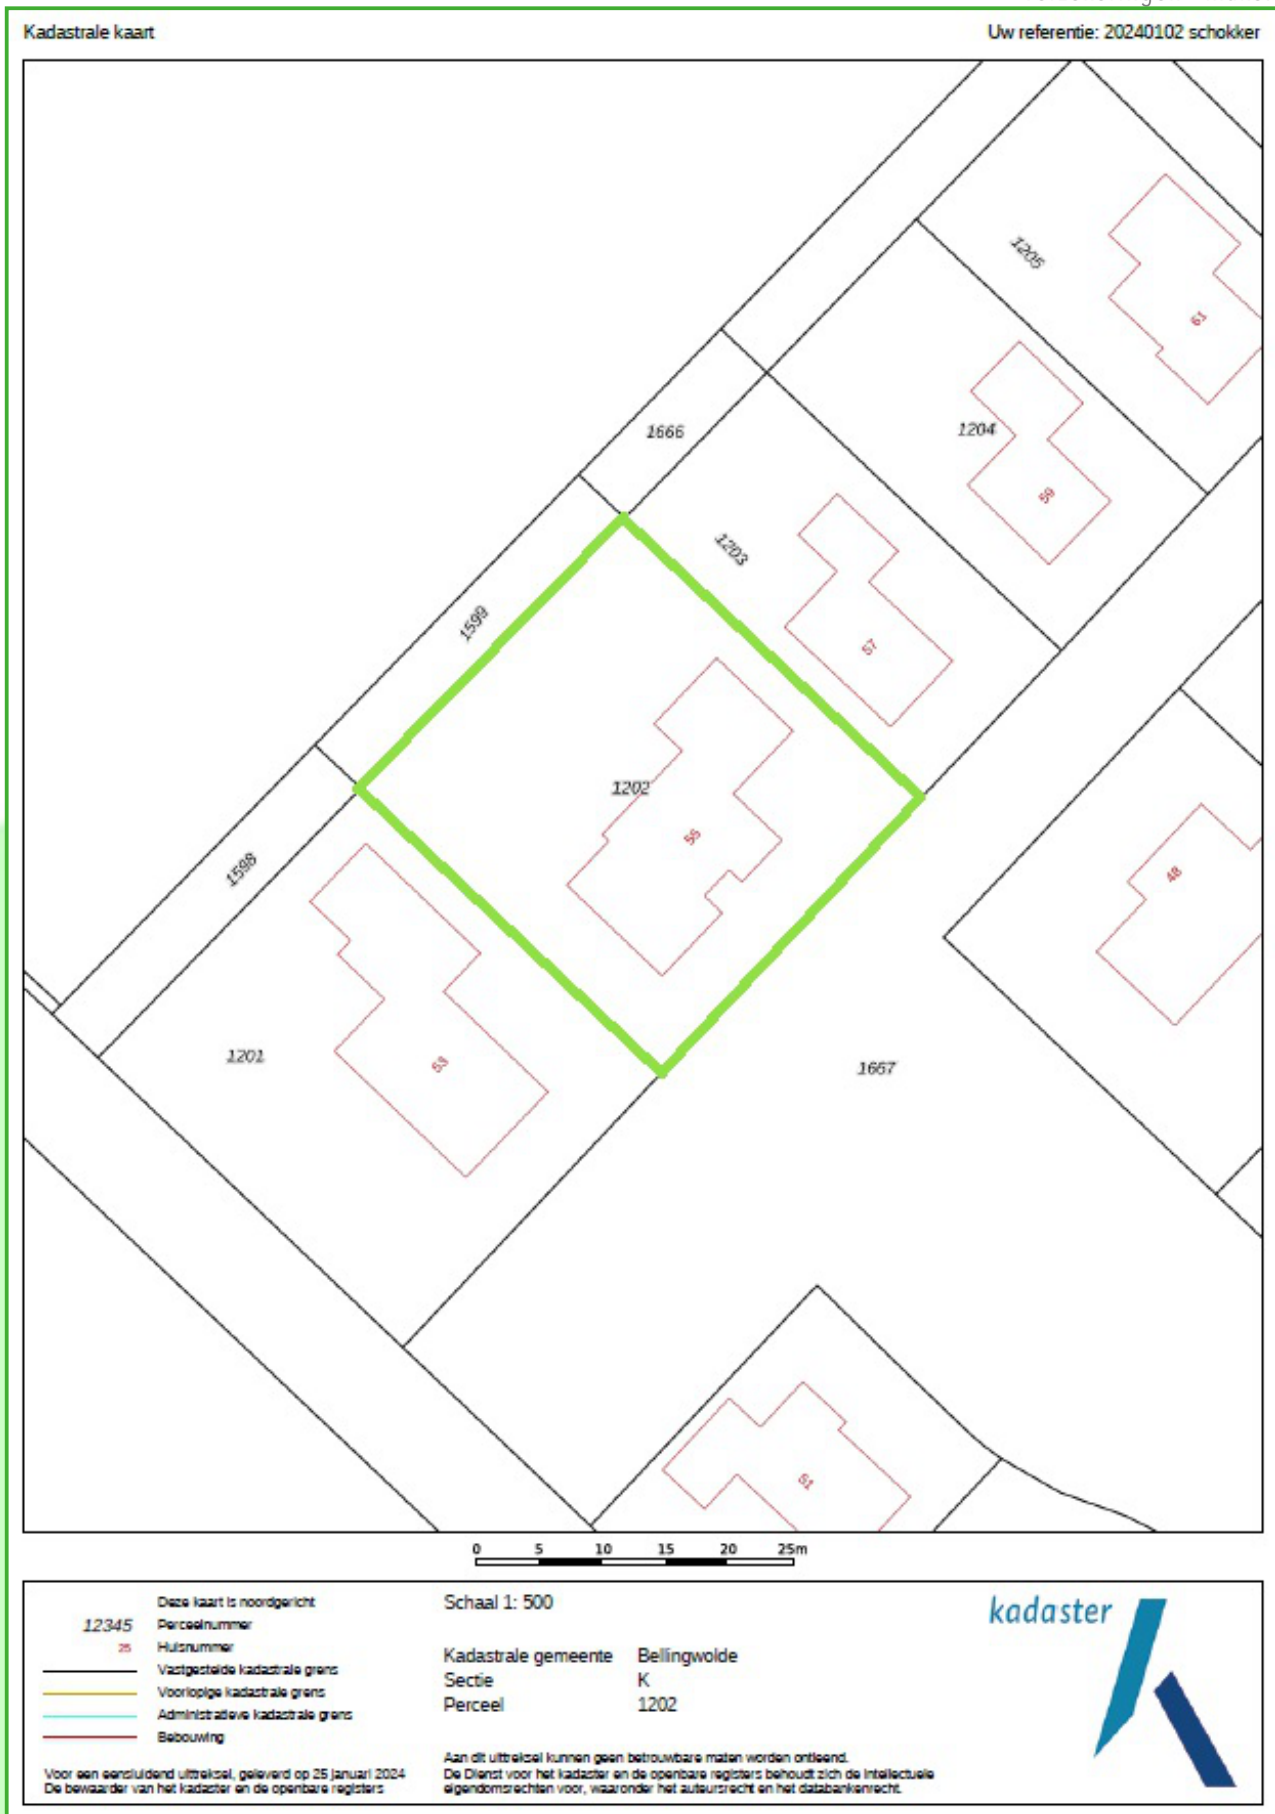 Kadastrale kaart
Uw referentie: 20240102 schokker
1205
61
1666
1204
59
1203
57
1599
1202
55
48
1598
1201
53
1667
51
0 5 10 15 20 25m
Deze kaart is noordgericht
12345 Perceelnummer
25 Huisnummer
Vastgestelde kadastrale grens
Voorlopige kadastrale grens
Administratieve kadastrale grens
Bebouwing
Voor een eensluidend uittreksel, geleverd op 25 januari 2024
De bewaarder van het kadaster en de openbare registers
Schaal 1: 500
Kadastrale gemeente Bellingwolde
Sectie K
Perceel 1202
Aan dit uittreksel kunnen geen betrouwbare maten worden ontleend.
De Dienst voor het kadaster en de openbare registers behoudt zich de intellectuele
eigendomsrechten voor, waaronder het auteursrecht en het databankenrecht.
kadaster